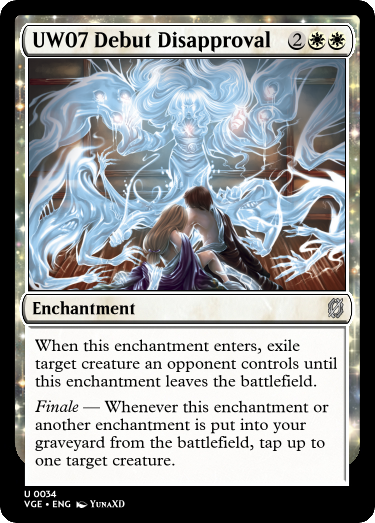 UW07 Debut Disapproval 2
Enchantment
When this enchantment enters, exile
target creature an opponent controls until
this enchantment leaves the battlefield.
Finale — Whenever this enchantment or
another enchantment is put into your
graveyard from the battlefield, tap up to
one target creature.
U 0034
VGE • ENG YunaXD